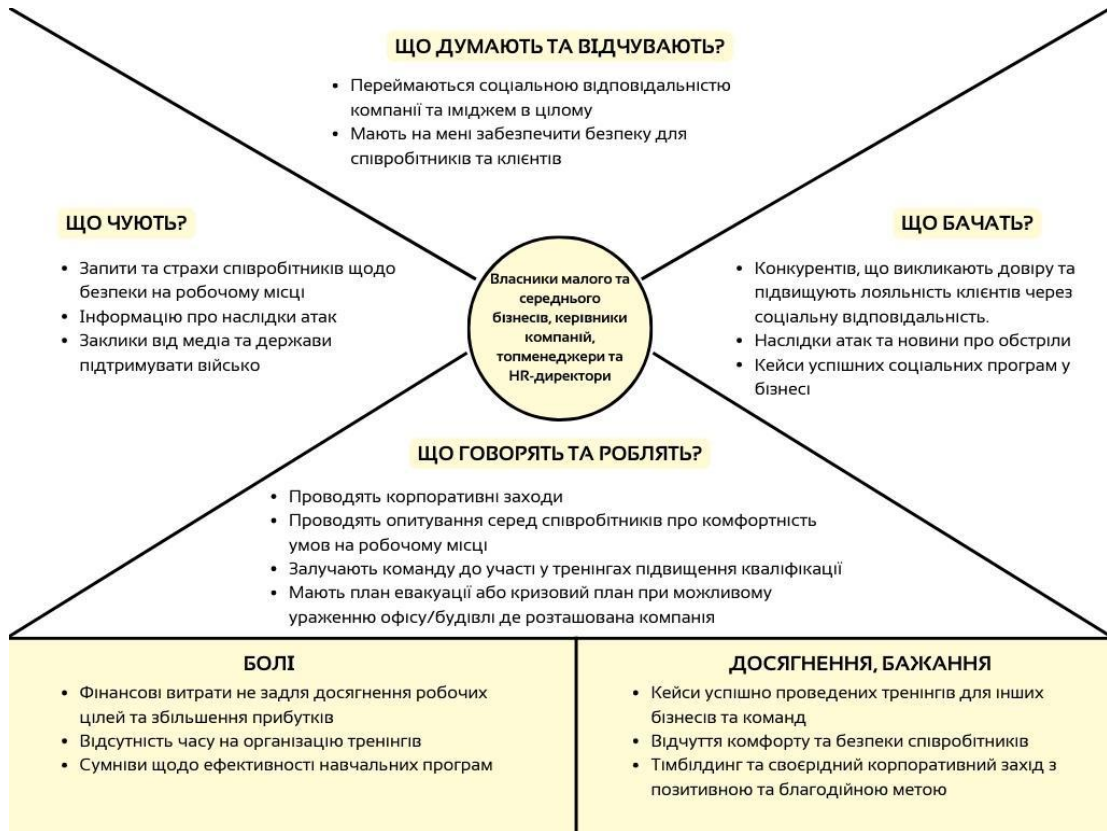 ЩО ДУМАЮТЬ ТА ВІДЧУВАЮТЬ?
• Переймаються соціальною відповідальністю
компанії та іміджем в цілому
• Мають на мені забезпечити безпеку для
співробітників та клієнтів
ЩО ЧУЮТЬ?
• Запити та страхи співробітників щодо
безпеки на робочому місці
• Інформацію про наслідки атак
• Заклики від медіа та держави
підтримувати військо
Власники малого та
середнього
бізнесів, керівники
компаній,
топменеджери та
HR-директори
ЩО БАЧАТЬ?
• Конкурентів, що викликають довіру та
підвищують лояльність клієнтів через
соціальну відповідальність.
• Наслідки атак та новини про обстріли
• Кейси успішних соціальних програм у
бізнесі
ЩО ГОВОРЯТЬ ТА РОБЛЯТЬ?
• Проводять корпоративні заходи
• Проводять опитування серед співробітників про комфортність
умов на робочому місці
• Залучають команду до участі у тренінгах підвищення кваліфікації
• Мають план евакуації або кризовий план при можливому
ураженню офісу/будівлі де розташована компанія
БОЛІ
• Фінансові витрати не задля досягнення робочих
цілей та збільшення прибутків
• Відсутність часу на організацію тренінгів
• Сумніви щодо ефективності навчальних програм
ДОСЯГНЕННЯ, БАЖАННЯ
• Кейси успішно проведених тренінгів для інших
бізнесів та команд
• Відчуття комфорту та безпеки співробітників
• Тімбілдинг та своєрідний корпоративний захід з
позитивною та благодійною метою